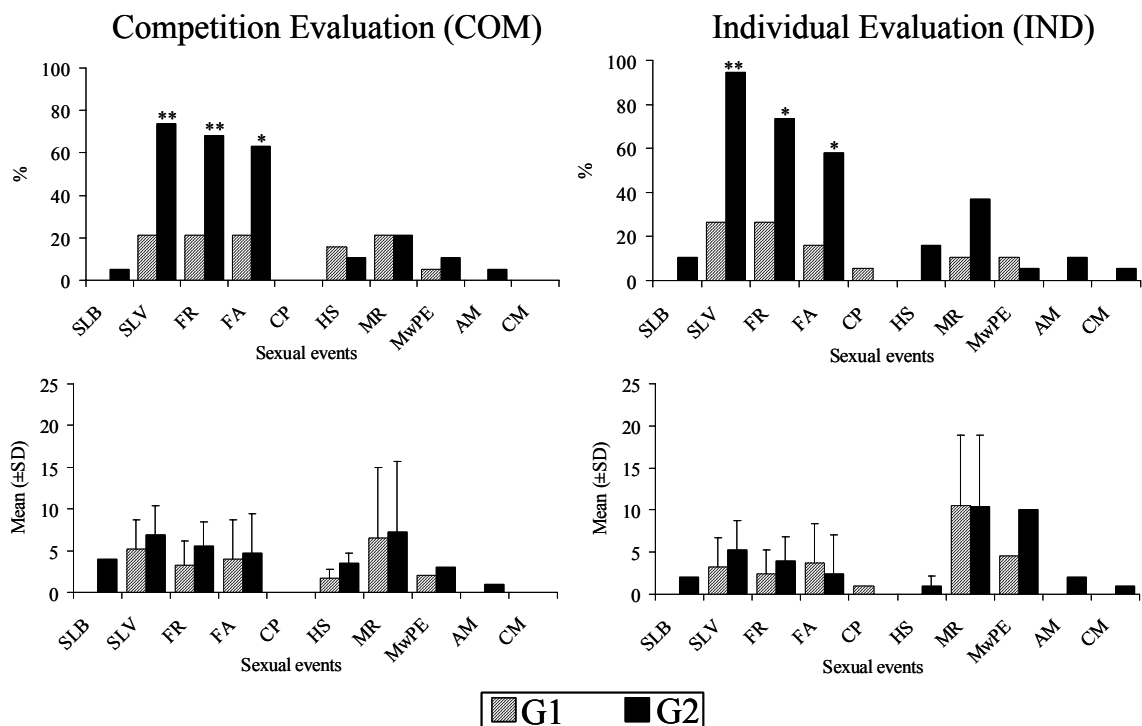 Competition Evaluation (COM)
100
80
60
40
20
0
%
** ** *
SLB SLV FR FA CP HS MR MwPE AM CM
Sexual events
Individual Evaluation (IND)
100
80
60
40
20
0
%
** * *
SLB SLV FR FA CP HS MR MwPE AM CM
Sexual events
25
20
15
10
5
0
Mean (±SD)
SLB SLV FR FA CP HS MR MwPE AM CM
Sexual events
25
20
15
10
5
0
Mean (±SD)
SLB SLV FR FA CP HS MR MwPE AM CM
Sexual events
G1 G2